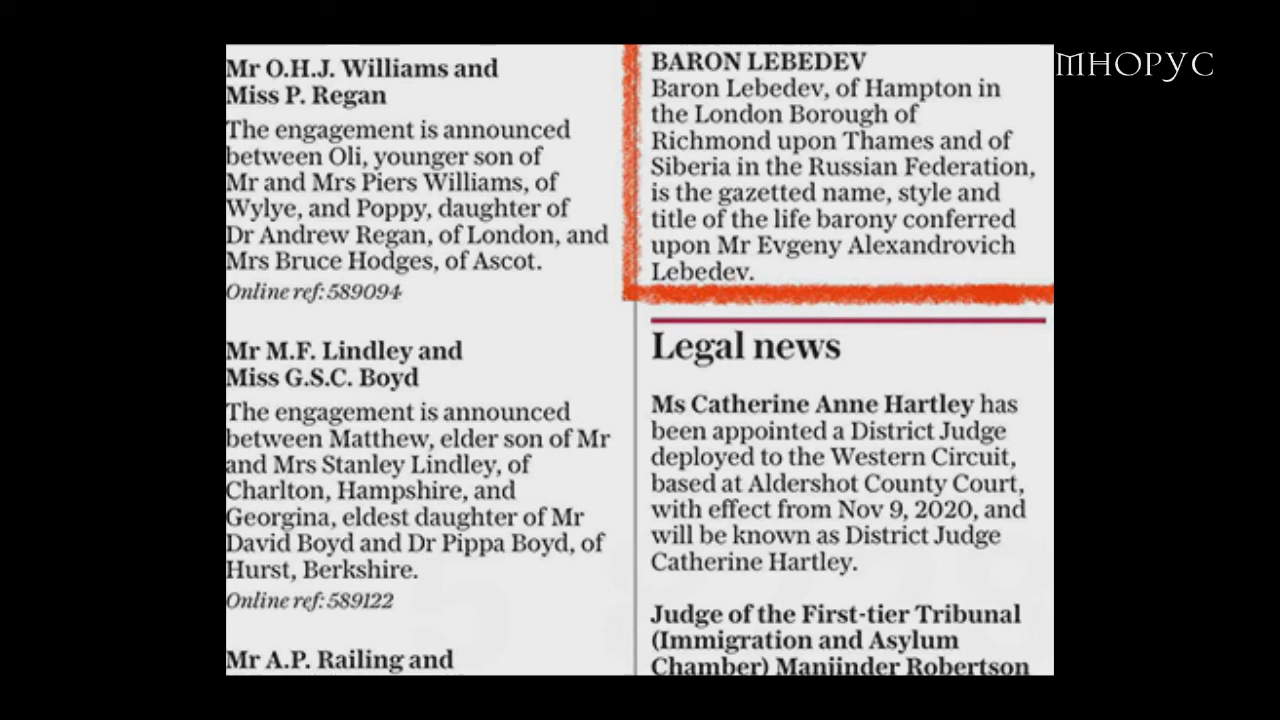 Mr O.H.J. Williams and
Miss P. Regan
The engagement is announced
between Oli, younger son of
Mr and Mrs Piers Williams, of
Wylye, and Poppy, daughter of
Dr Andrew Regan, of London, and
Mrs Bruce Hodges, of Ascot.
Online ref: 589094
Mr M.F. Lindley and
Miss G.S.C. Boyd
The engagement is announced
between Matthew, elder son of Mr
and Mrs Stanley Lindley, of
Charlton, Hampshire, and
Georgina, eldest daughter of Mr
David Boyd and Dr Pippa Boyd, of
Hurst, Berkshire.
Online ref: 589122
Mr A.P. Railing and
BARON LEBEDEV
Baron Lebedev, of Hampton in
the London Borough of
Richmond upon Thames and of
Siberia in the Russian Federation,
is the gazetted name, style and
title of the life barony conferred
upon Mr Evgeny Alexandrovich
Lebedev.
Legal news
Ms Catherine Anne Hartley has
been appointed a District Judge
deployed to the Western Circuit,
based at Aldershot County Court,
with effect from Nov 9, 2020, and
will be known as District Judge
Catherine Hartley.
Judge of the First-tier Tribunal
(Immigration and Asylum
Chamber) Manjinder Robertson
МНОРУС